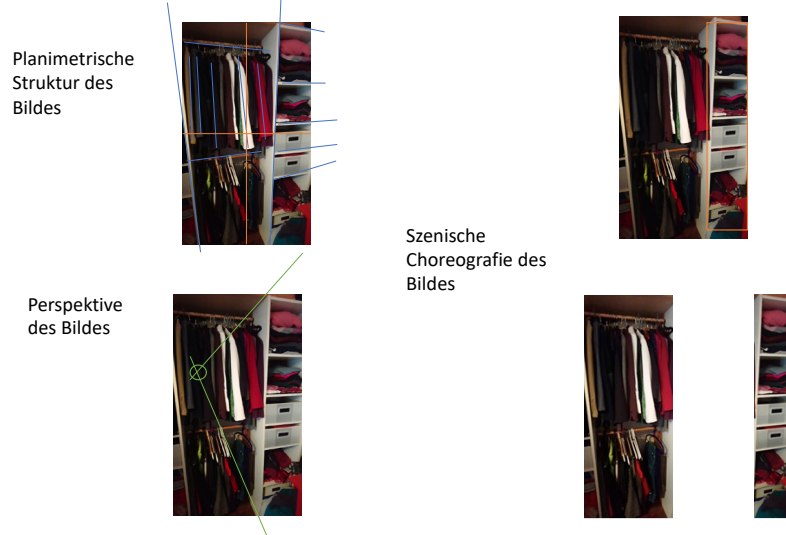 Planimetrische
Struktur des
Bildes
Szenische
Choreografie des
Bildes
Perspektive
des Bildes